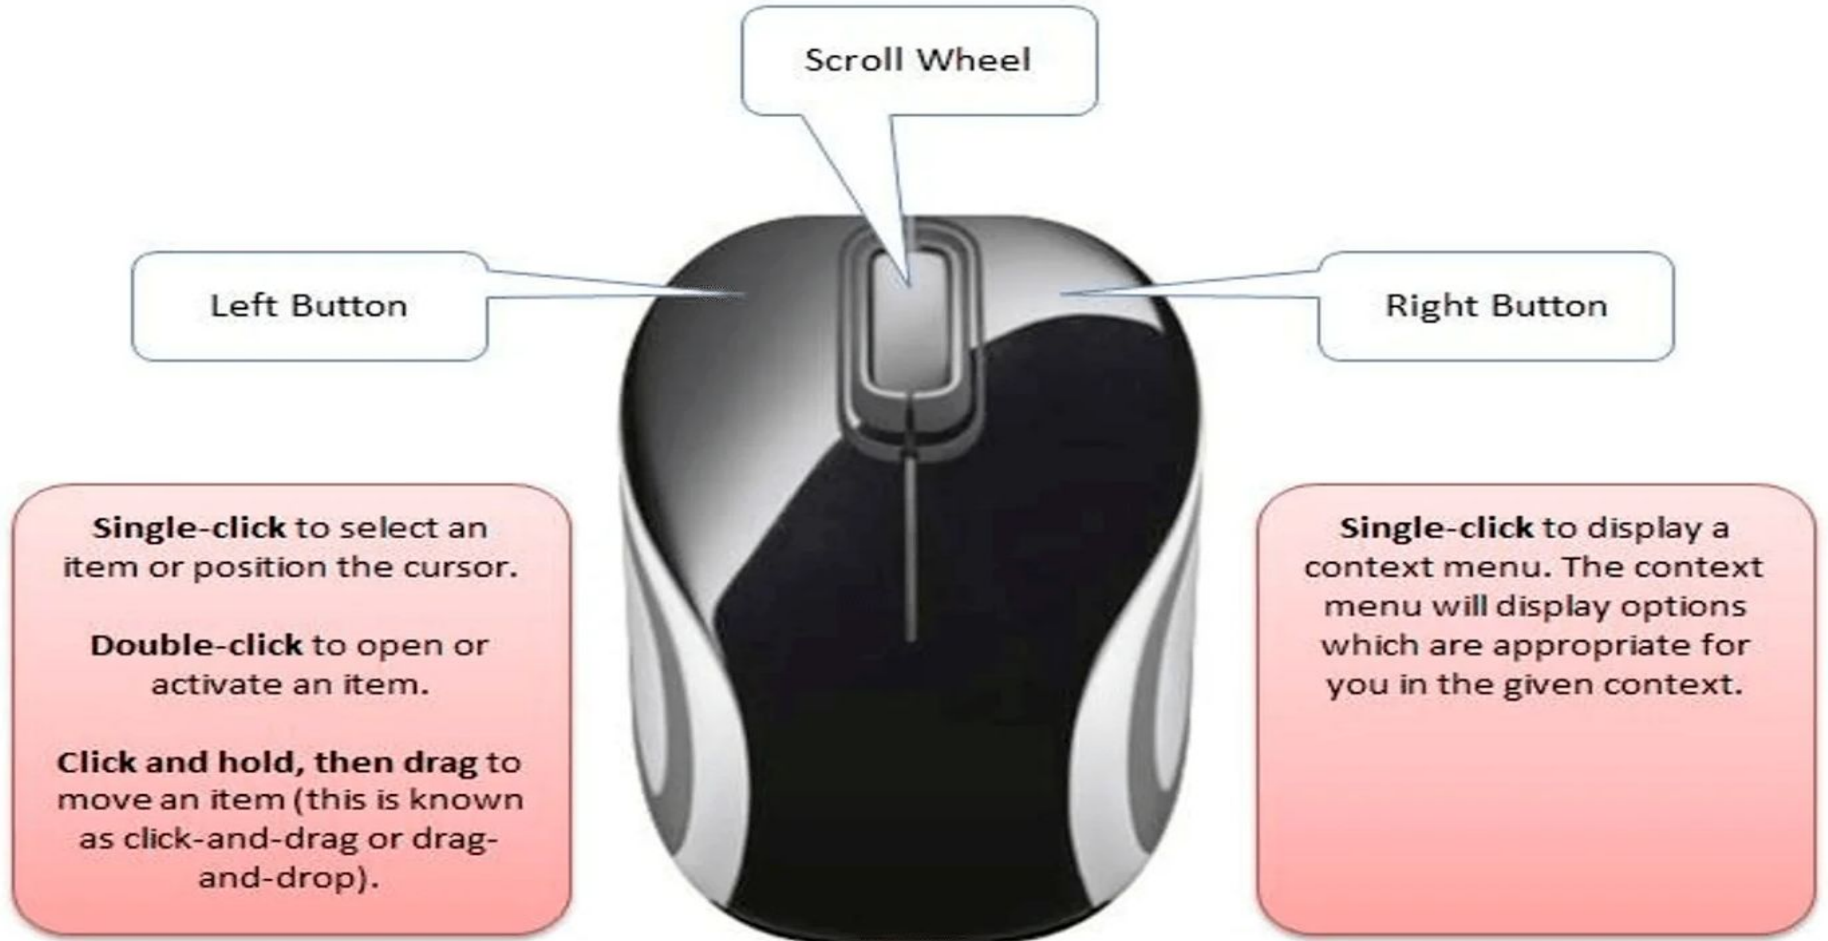 Scroll Wheel
Left Button
Right Button
Single-click to select an
item or position the cursor.
Double-click to open or
activate an item.
Click and hold, then drag to
move an item (this is known
as click-and-drag or drag-
and-drop).
Single-click to display a
context menu. The context
menu will display options
which are appropriate for
you in the given context.